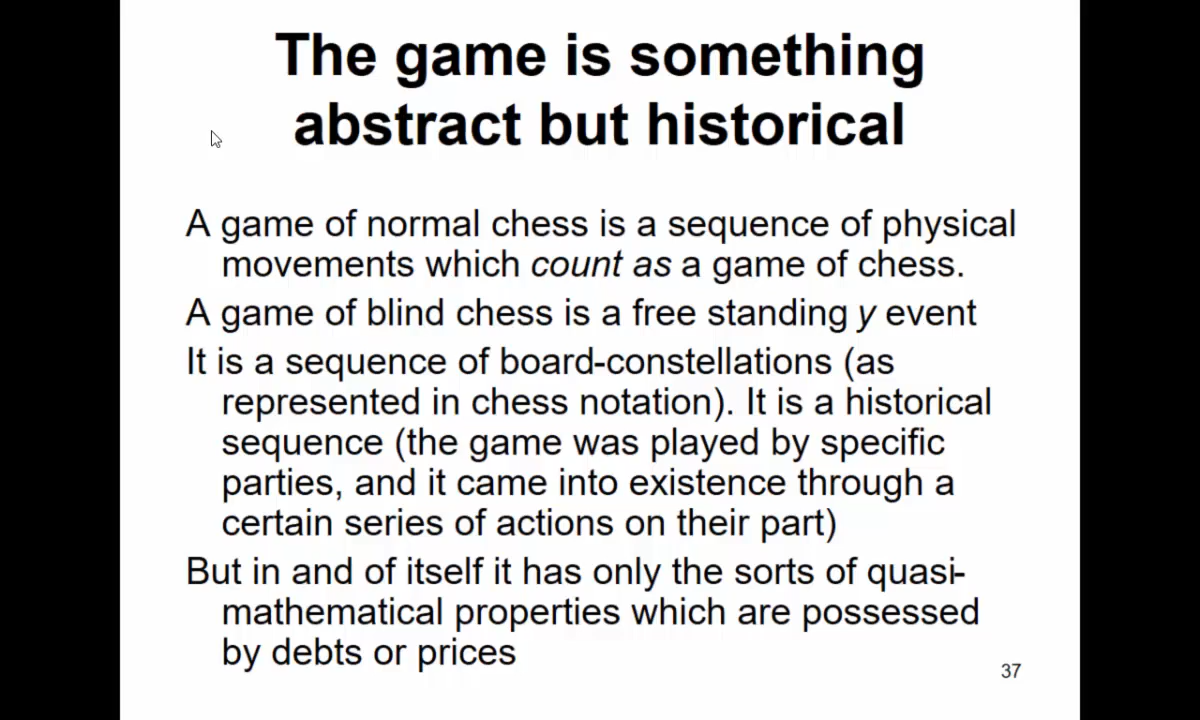 The game is something
abstract but historical
A game of normal chess is a sequence of physical
movements which count as a game of chess.
A game of blind chess is a free standing y event
It is a sequence of board-constellations (as
represented in chess notation). It is a historical
sequence (the game was played by specific
parties, and it came into existence through a
certain series of actions on their part)
But in and of itself it has only the sorts of quasi-
mathematical properties which are possessed
by debts or prices
37